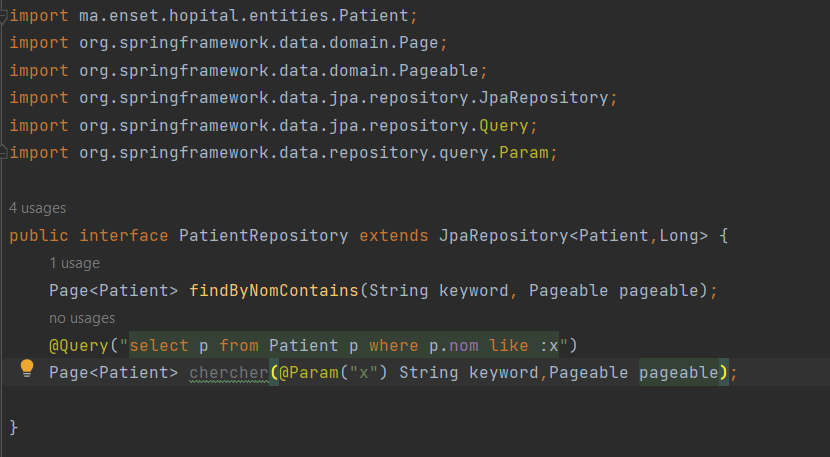 import ma.enset.hopital.entities.Patient;
import org.springframework.data.domain.Page;
import org.springframework.data.domain.Pageable;
import org.springframework.data.jpa.repository.JpaRepository;
import org.springframework.data.jpa.repository.Query;
import org.springframework.data.repository.query.Param;
4 usages
public interface PatientRepository extends JpaRepository<Patient,Long> {
1 usage
Page<Patient> findByNomContains(String keyword, Pageable pageable);
no usages
@Query("select p from Patient p where p.nom like :x")
Page<Patient> chercher(@Param("x") String keyword,Pageable pageable);
}